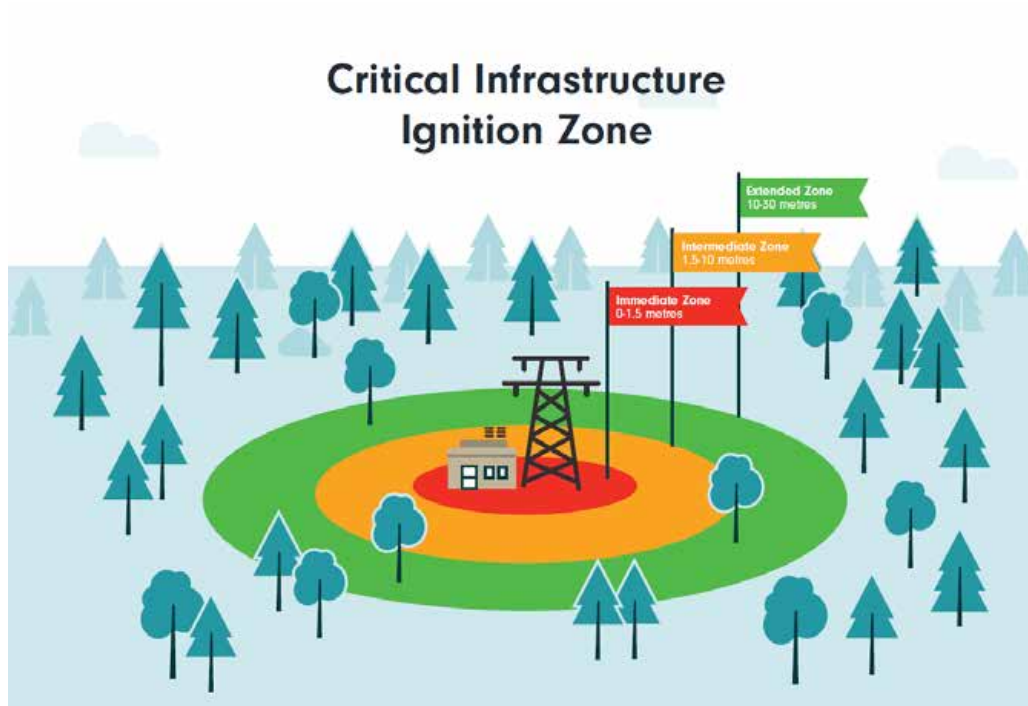 Critical Infrastructure
Ignition Zone
Extended Zone
10-30 metres
Intermediate Zone
1.5-10 metres
Immediate Zone
0-1.5 metres